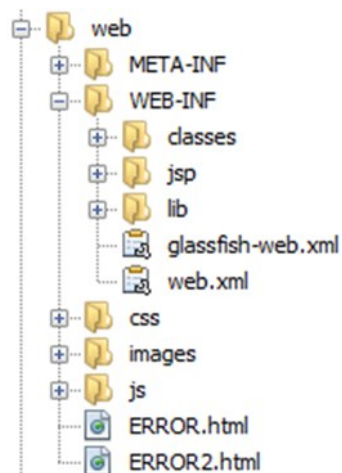 web
META-INF
WEB-INF
classes
jsp
lib
glassfish-web.xml
web.xml
css
images
js
ERROR.html
ERROR2.html